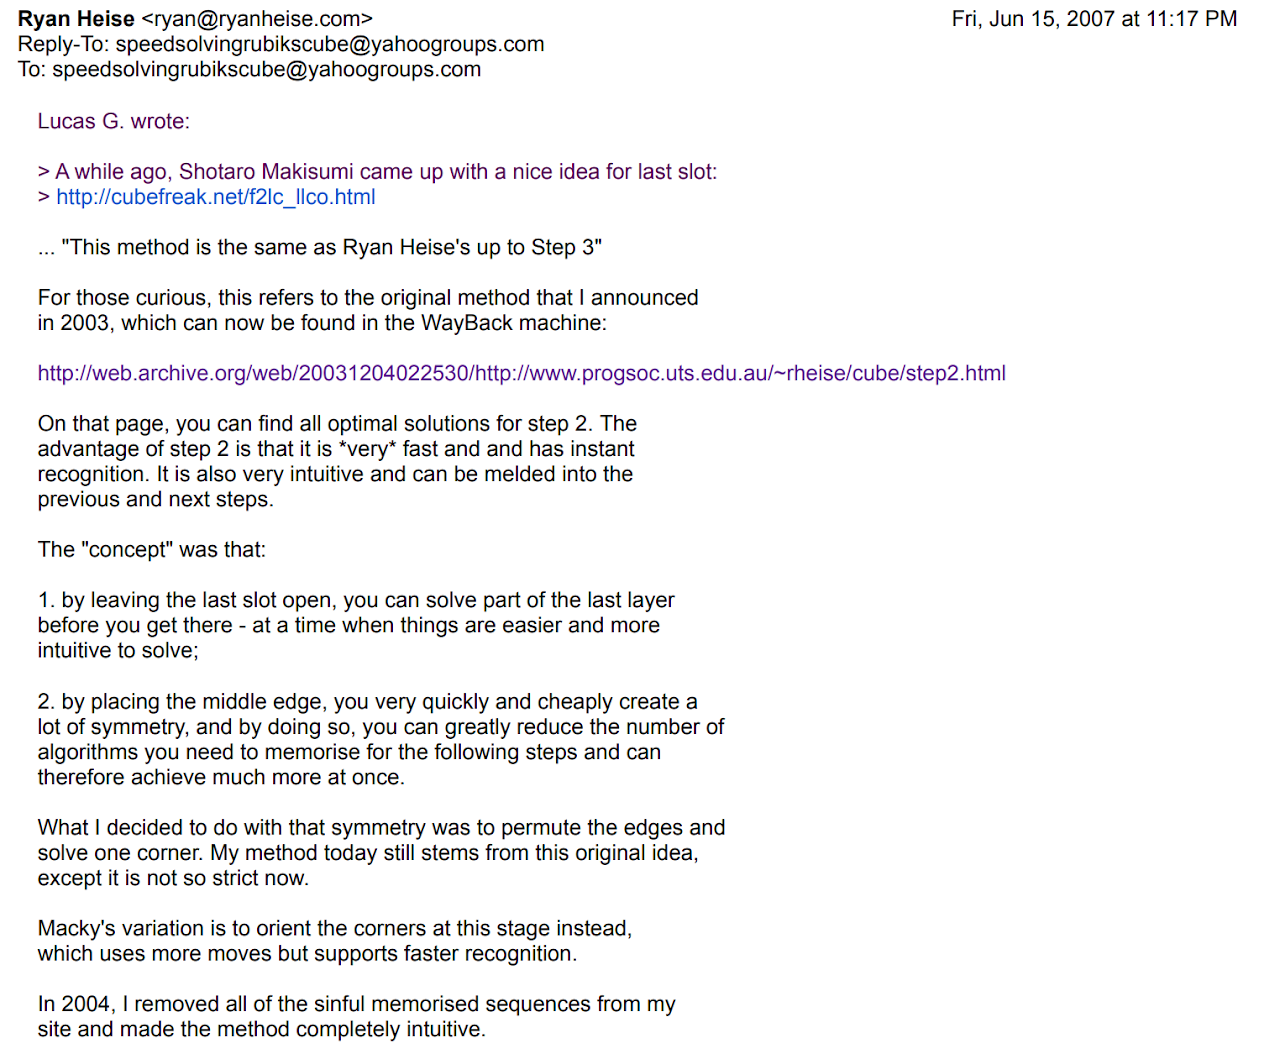 Ryan Heise <ryan@ryanheise.com> Fri, Jun 15, 2007 at 11:17 PM
Reply-To: speedsolvingrubikscube@yahoogroups.com
To: speedsolvingrubikscube@yahoogroups.com
Lucas G. wrote:
> A while ago, Shotaro Makisumi came up with a nice idea for last slot:
> http://cubefreak.net/f2lc_llco.html
... "This method is the same as Ryan Heise's up to Step 3"
For those curious, this refers to the original method that I announced
in 2003, which can now be found in the WayBack machine:
http://web.archive.org/web/20031204022530/http://www.progsoc.uts.edu.au/~rheise/cube/step2.html
On that page, you can find all optimal solutions for step 2. The
advantage of step 2 is that it is *very* fast and and has instant
recognition. It is also very intuitive and can be melded into the
previous and next steps.
The "concept" was that:
1. by leaving the last slot open, you can solve part of the last layer
before you get there - at a time when things are easier and more
intuitive to solve;
2. by placing the middle edge, you very quickly and cheaply create a
lot of symmetry, and by doing so, you can greatly reduce the number of
algorithms you need to memorise for the following steps and can
therefore achieve much more at once.
What I decided to do with that symmetry was to permute the edges and
solve one corner. My method today still stems from this original idea,
except it is not so strict now.
Macky's variation is to orient the corners at this stage instead,
which uses more moves but supports faster recognition.
In 2004, I removed all of the sinful memorised sequences from my
site and made the method completely intuitive.